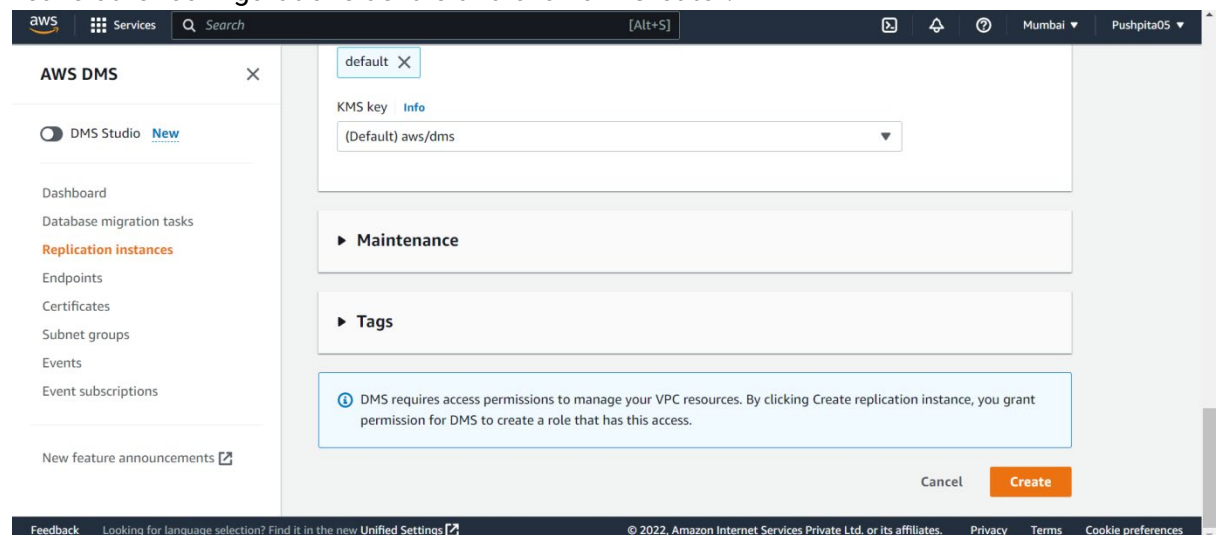 aws Services Search [Alt+S] Mumbai Pushpita05
AWS DMS
DMS Studio New
Dashboard
Database migration tasks
Replication instances
Endpoints
Certificates
Subnet groups
Events
Event subscriptions
New feature announcements
default
KMS key Info
(Default) aws/dms
Maintenance
Tags
DMS requires access permissions to manage your VPC resources. By clicking Create replication instance, you grant
permission for DMS to create a role that has this access.
Cancel Create
Feedback Looking for language selection? Find it in the new Unified Settings © 2022, Amazon Internet Services Private Ltd. or its affiliates. Privacy Terms Cookie preferences